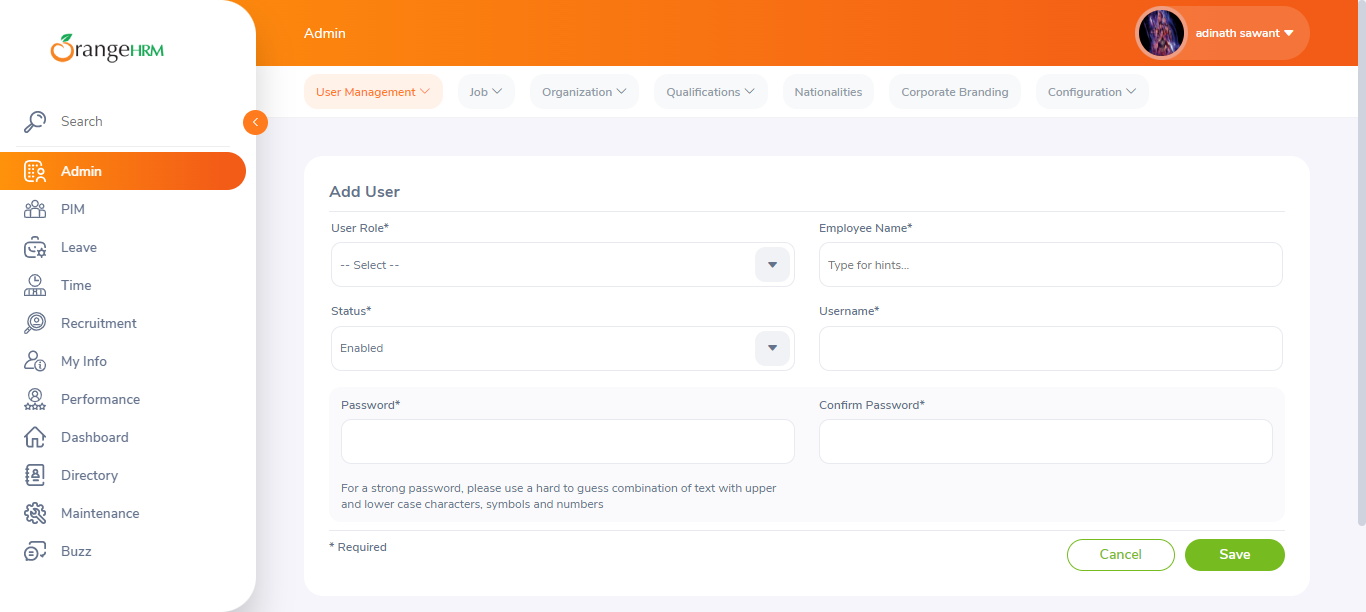 OrangeHRM
Admin
adinath sawant
User Management
Job
Organization
Qualifications
Nationalities
Corporate Branding
Configuration
Search
Admin
PIM
Leave
Time
Recruitment
My Info
Performance
Dashboard
Directory
Maintenance
Buzz
Add User
User Role*
Employee Name*
-- Select --
Type for hints...
Status*
Username*
Enabled
Password*
Confirm Password*
For a strong password, please use a hard to guess combination of text with upper
and lower case characters, symbols and numbers
* Required
Cancel
Save